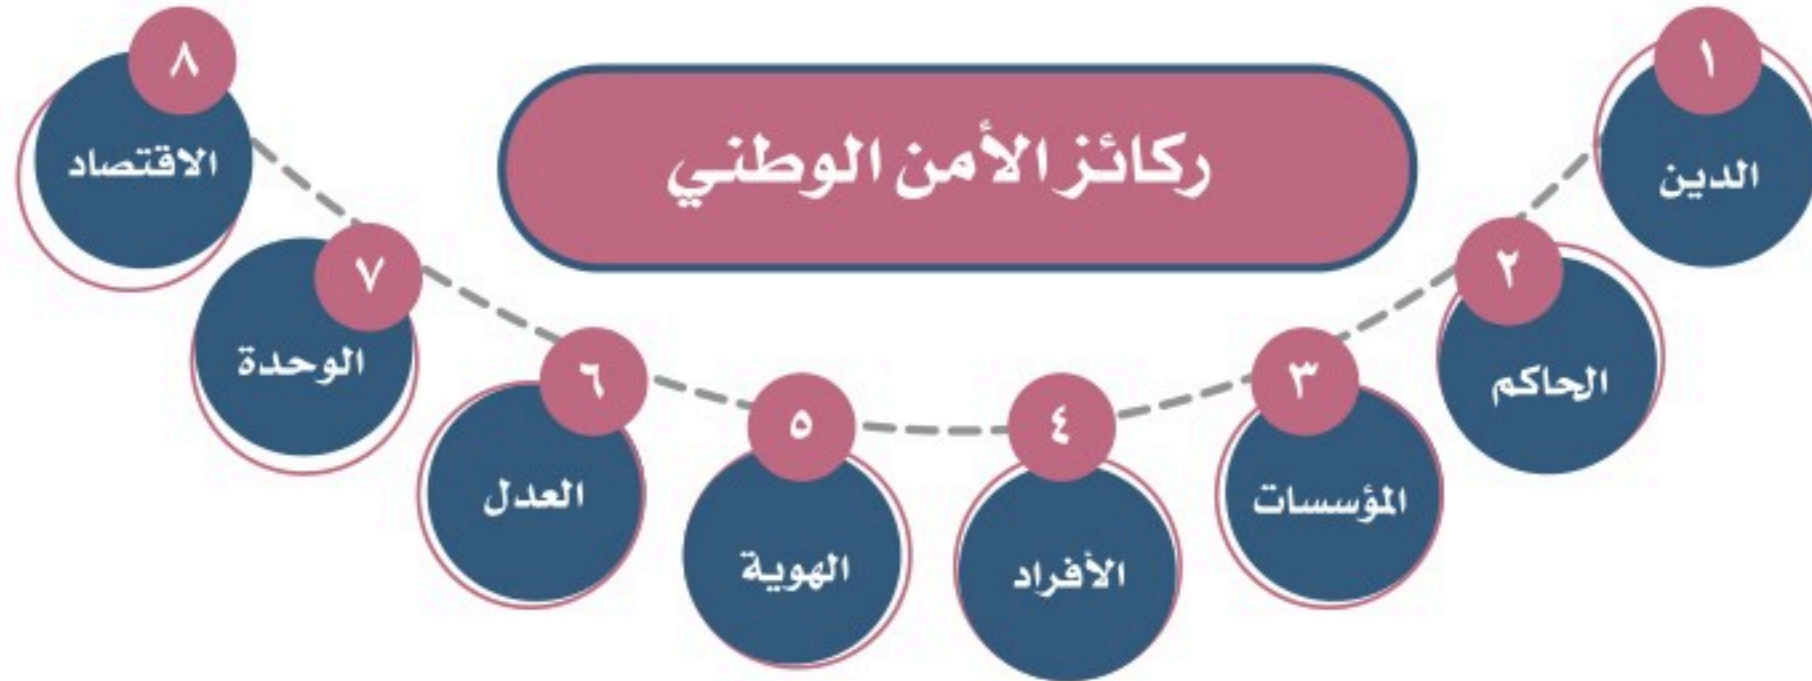 ركائز الأمن الوطني
١
الدين
٢
الحاكم
٣
المؤسسات
٤
الأفراد
٥
الهوية
٦
العدل
٧
الوحدة
٨
الاقتصاد